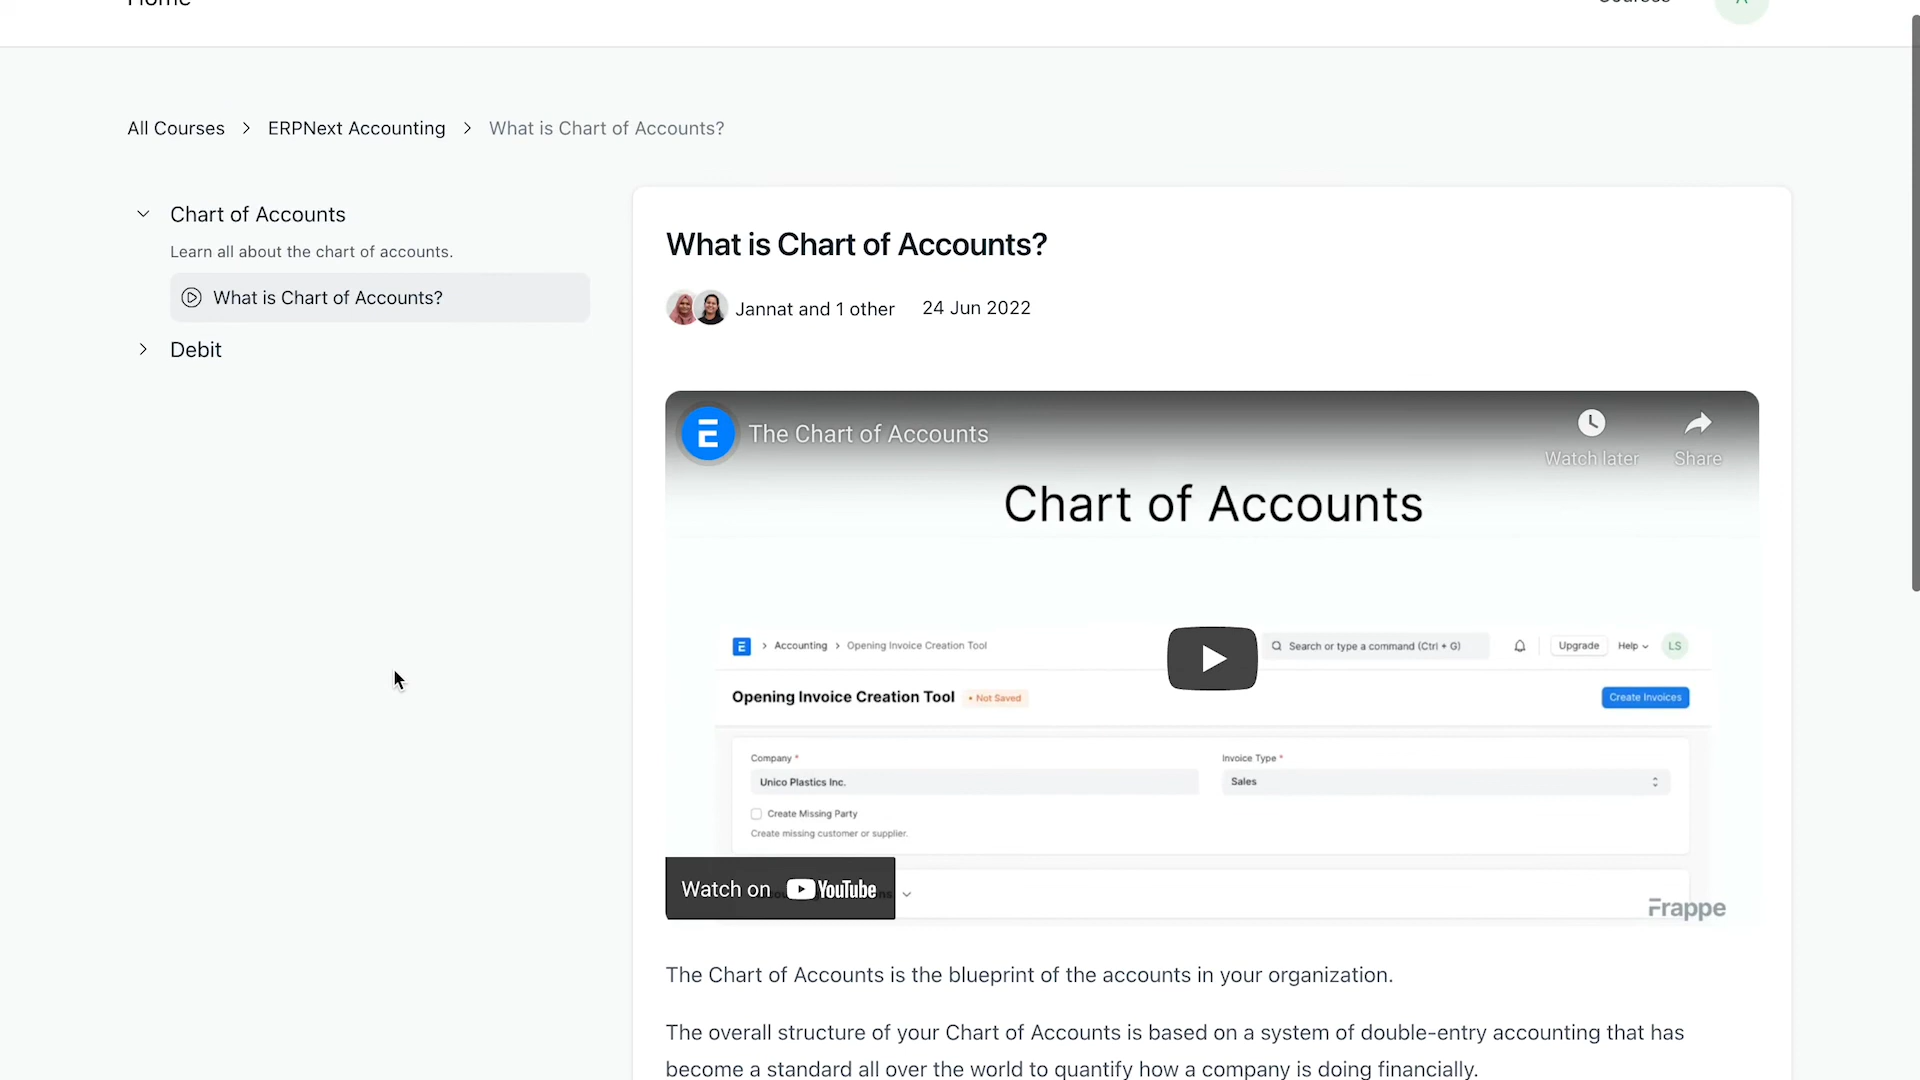 Home
Courses
A
All Courses > ERPNext Accounting > What is Chart of Accounts?
Chart of Accounts
Learn all about the chart of accounts.
What is Chart of Accounts?
Debit
What is Chart of Accounts?
Jannat and 1 other 24 Jun 2022
E The Chart of Accounts
Watch later Share
Chart of Accounts
E > Accounting > Opening Invoice Creation Tool
Search or type a command (Ctrl + G)
Upgrade Help LS
Opening Invoice Creation Tool • Not Saved
Create Invoices
Company * Invoice Type *
Unico Plastics Inc. Sales
Create Missing Party
Create missing customer or supplier.
Watch on YouTube
Frappe
The Chart of Accounts is the blueprint of the accounts in your organization.
The overall structure of your Chart of Accounts is based on a system of double-entry accounting that has
become a standard all over the world to quantify how a company is doing financially.